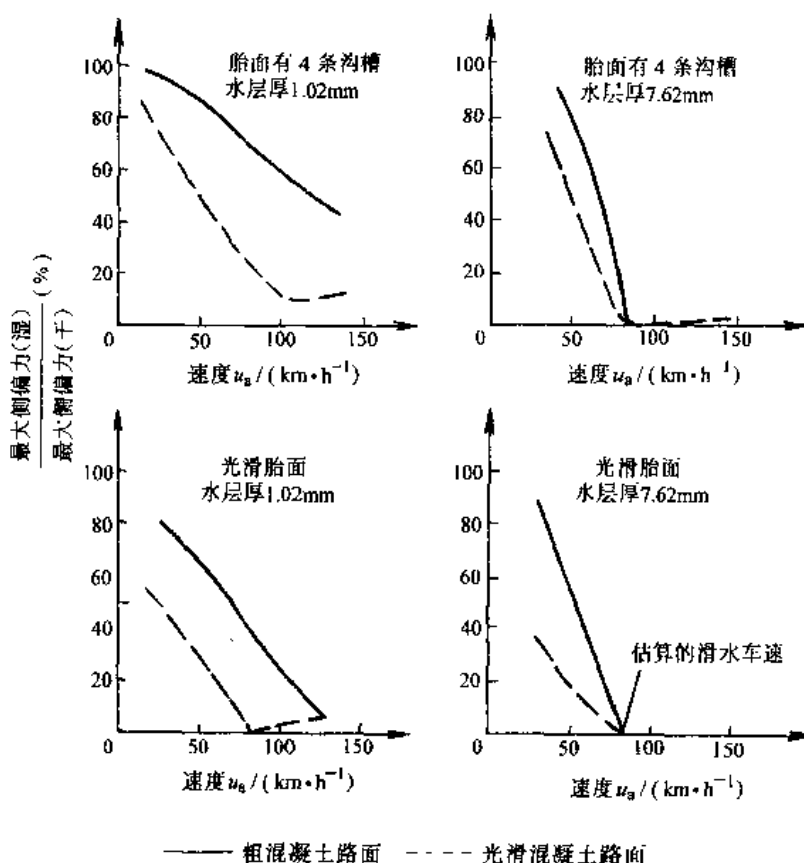 胎面有 4 条沟槽
水层厚1.02mm
100
80
60
40
20
0
50
100
150
速度 uₐ/(km·h⁻¹)
胎面有 4 条沟槽
水层厚7.62mm
100
80
60
40
20
0
50
100
150
速度 uₐ/(km·h⁻¹)
最大侧偏力(湿)
最大侧偏力(干)
(%)
光滑胎面
水层厚1.02mm
100
80
60
40
20
0
50
100
150
速度 uₐ/(km·h⁻¹)
光滑胎面
水层厚7.62mm
100
80
60
40
20
估算的滑水车速
0
50
100
150
速度 uₐ/(km·h⁻¹)
粗混凝土路面
光滑混凝土路面